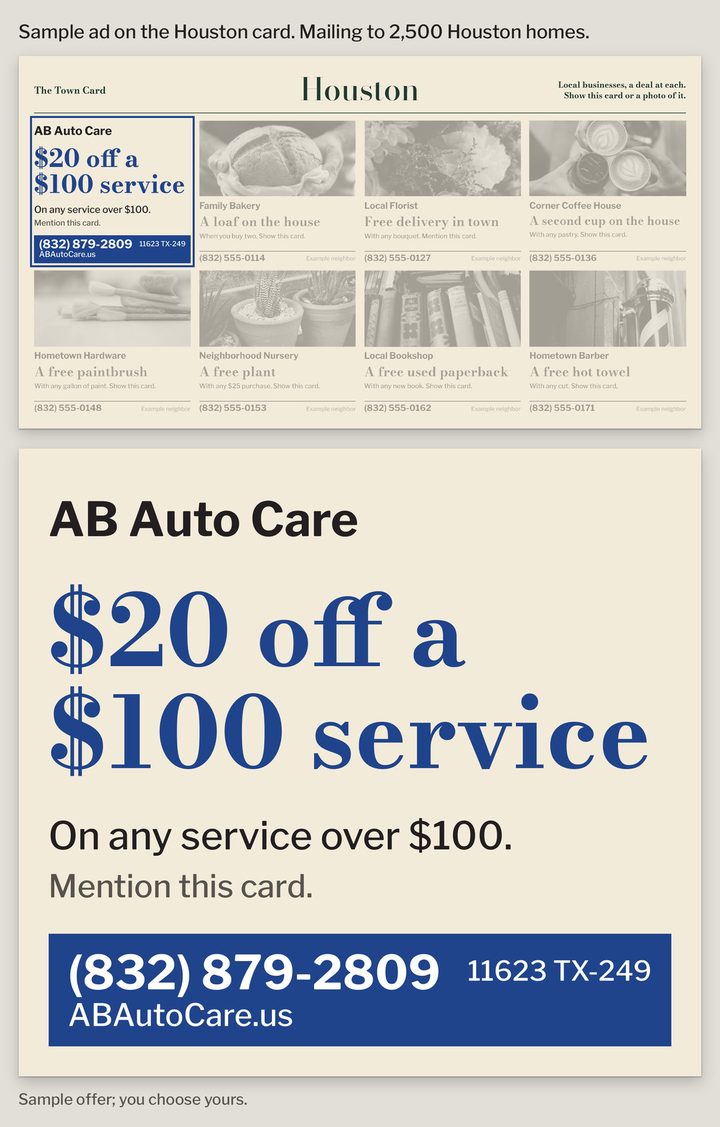 Sample ad on the Houston card. Mailing to 2,500 Houston homes.
The Town Card
Houston
Local businesses, a deal at each.
Show this card or a photo of it.
AB Auto Care
$20 off a
$100 service
On any service over $100.
Mention this card.
(832) 879-2809 11623 TX-249
ABAutoCare.us
Family Bakery
A loaf on the house
When you buy two. Show this card.
(832) 555-0114 Example neighbor
Local Florist
Free delivery in town
With any bouquet. Mention this card.
(832) 555-0127 Example neighbor
Corner Coffee House
A second cup on the house
With any pastry. Show this card.
(832) 555-0136 Example neighbor
Hometown Hardware
A free paintbrush
With any gallon of paint. Show this card.
(832) 555-0148 Example neighbor
Neighborhood Nursery
A free plant
With any $25 purchase. Show this card.
(832) 555-0153 Example neighbor
Local Bookshop
A free used paperback
With any new book. Show this card.
(832) 555-0162 Example neighbor
Hometown Barber
A free hot towel
With any cut. Show this card.
(832) 555-0171 Example neighbor
AB Auto Care
$20 off a
$100 service
On any service over $100.
Mention this card.
(832) 879-2809 11623 TX-249
ABAutoCare.us
Sample offer; you choose yours.